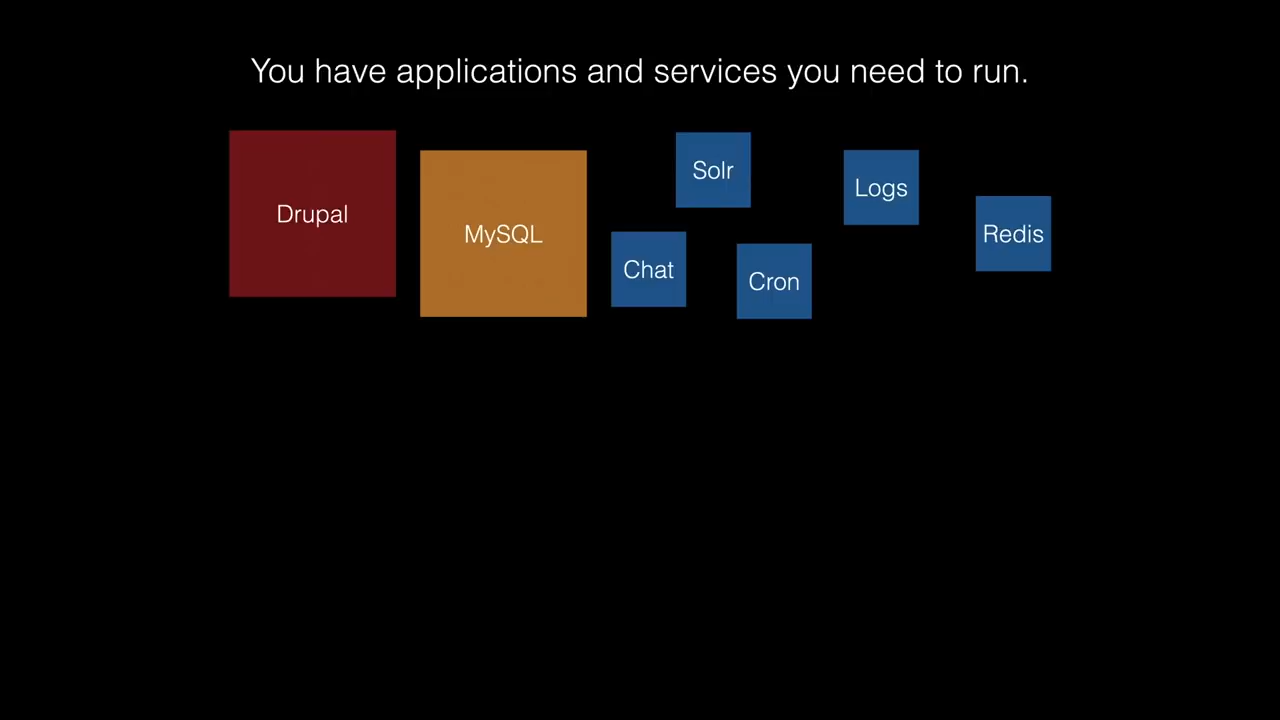 You have applications and services you need to run.
Drupal
MySQL
Solr
Chat
Cron
Logs
Redis